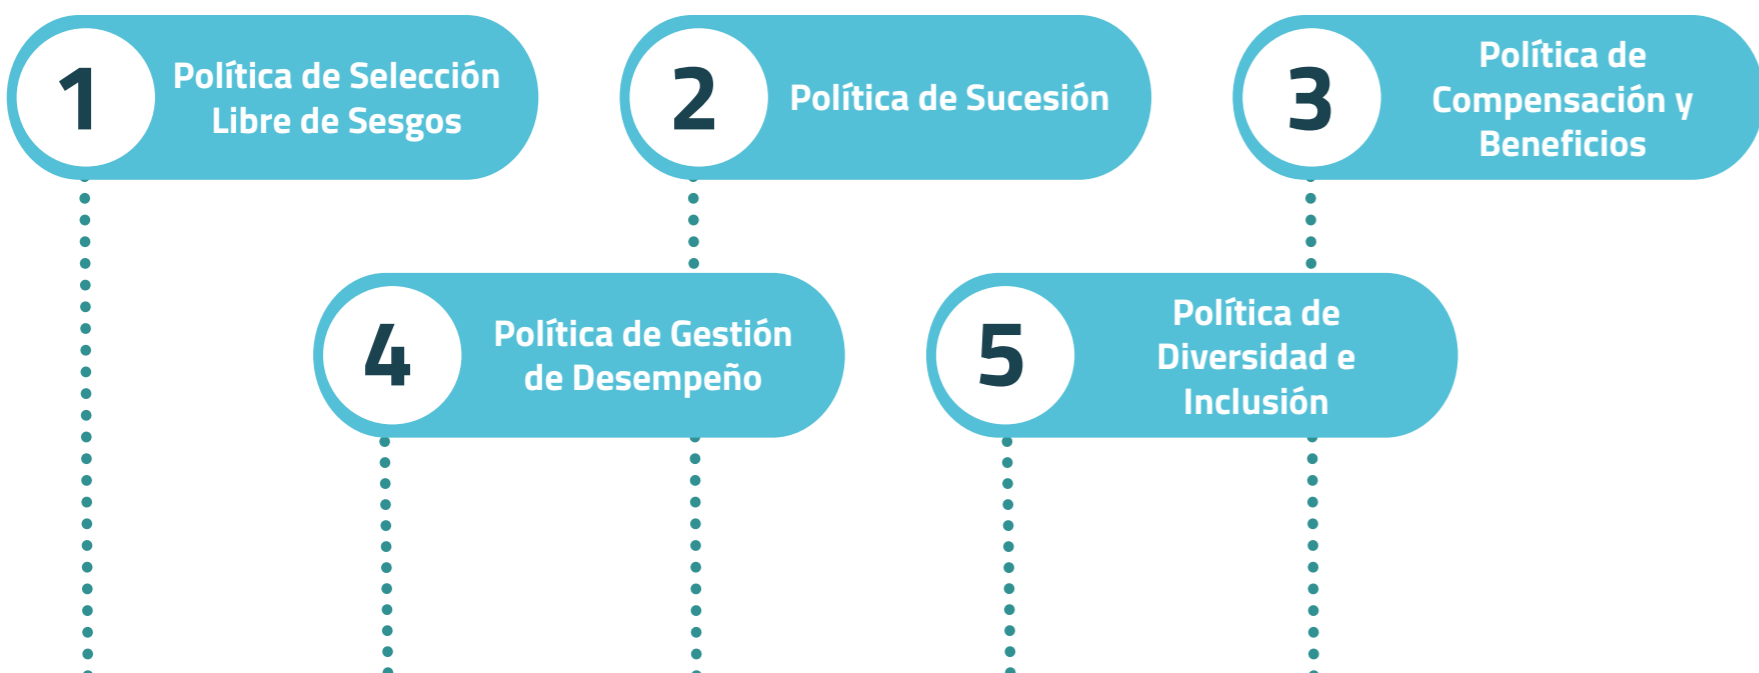 1
Política de Selección
Libre de Sesgos
2
Política de Sucesión
3
Política de
Compensación y
Beneficios
4
Política de Gestión
de Desempeño
5
Política de
Diversidad e
Inclusión